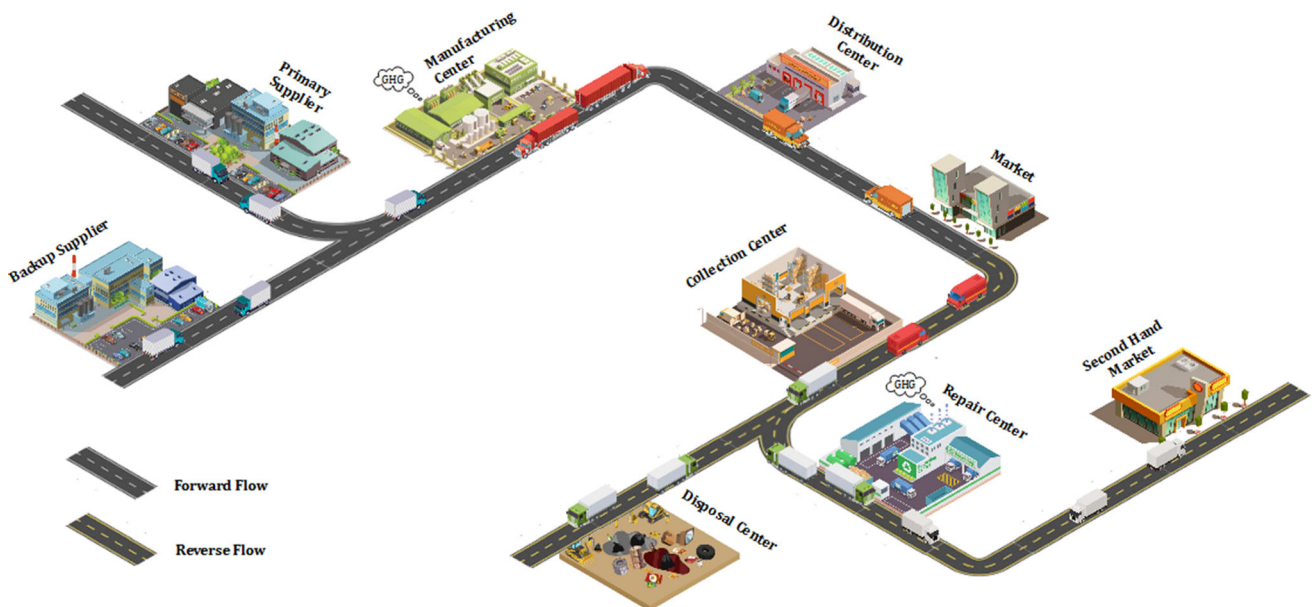 Primary
Supplier
GHG
Manufacturing
Center
Distribution
Center
Backup Supplier
Market
Collection Center
GHG
Repair Center
Second Hand
Market
Disposal Center
Forward Flow
Reverse Flow